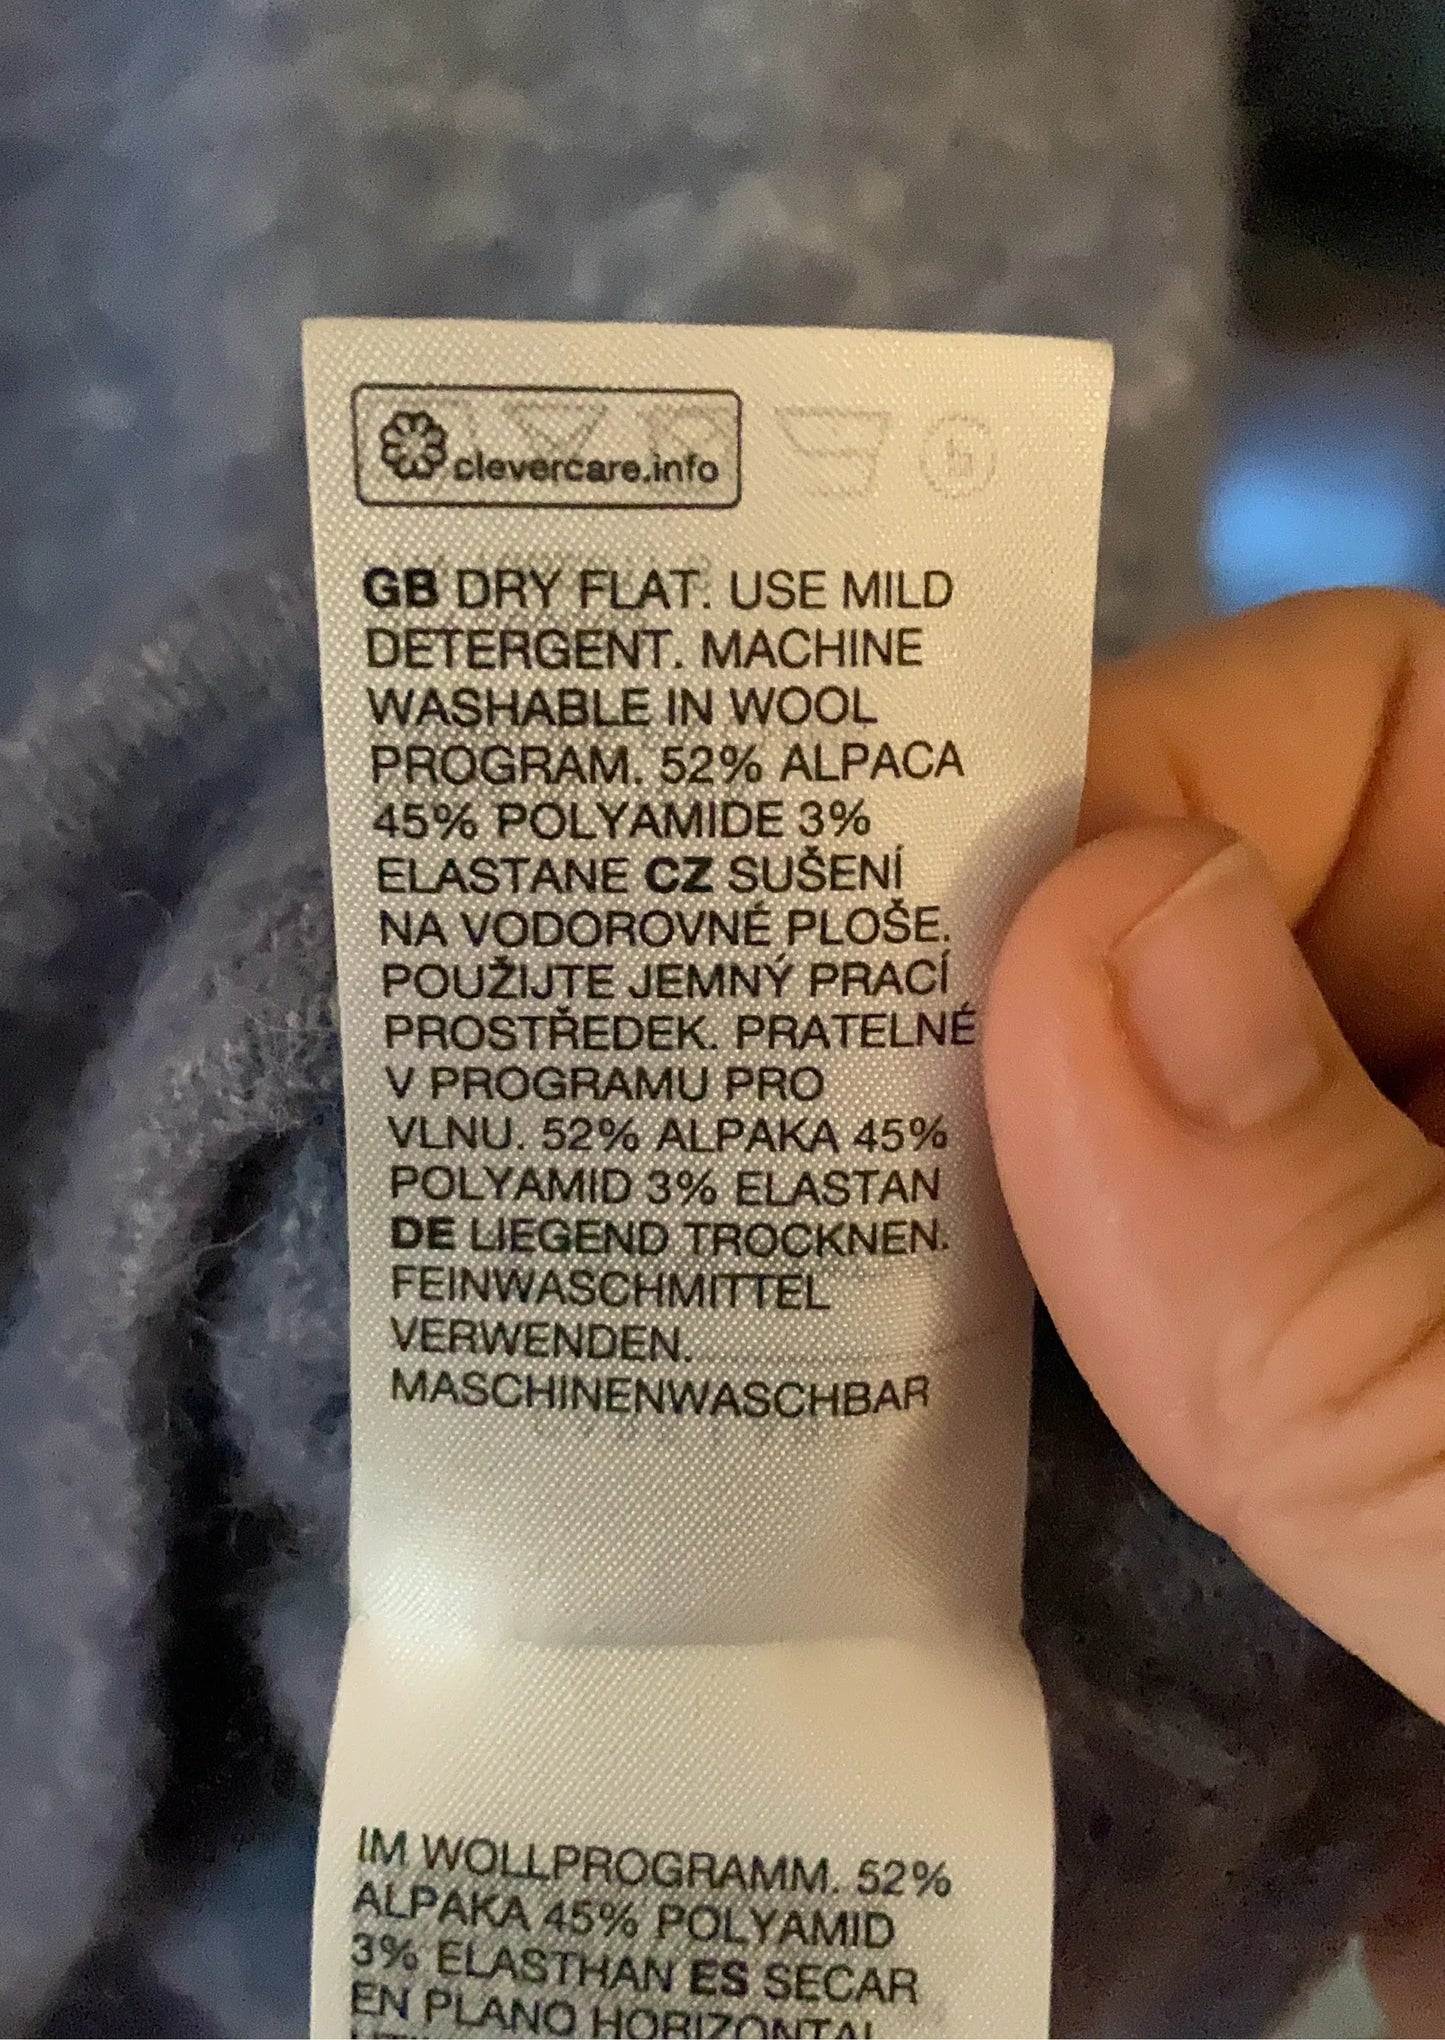 clevercare.info
GB DRY FLAT. USE MILD
DETERGENT. MACHINE
WASHABLE IN WOOL
PROGRAM. 52% ALPACA
45% POLYAMIDE 3%
ELASTANE CZ SUŠENÍ
NA VODOROVNÉ PLOŠE.
POUŽIJTE JEMNÝ PRACÍ
PROSTŘEDEK. PRATELNÉ
V PROGRAMU PRO
VLNU. 52% ALPAKA 45%
POLYAMID 3% ELASTAN
DE LIEGEND TROCKNEN.
FEINWASCHMITTEL
VERWENDEN.
MASCHINENWASCHBAR
IM WOLLPROGRAMM. 52%
ALPAKA 45% POLYAMID
3% ELASTHAN ES SECAR
EN PLANO HORIZONTAL